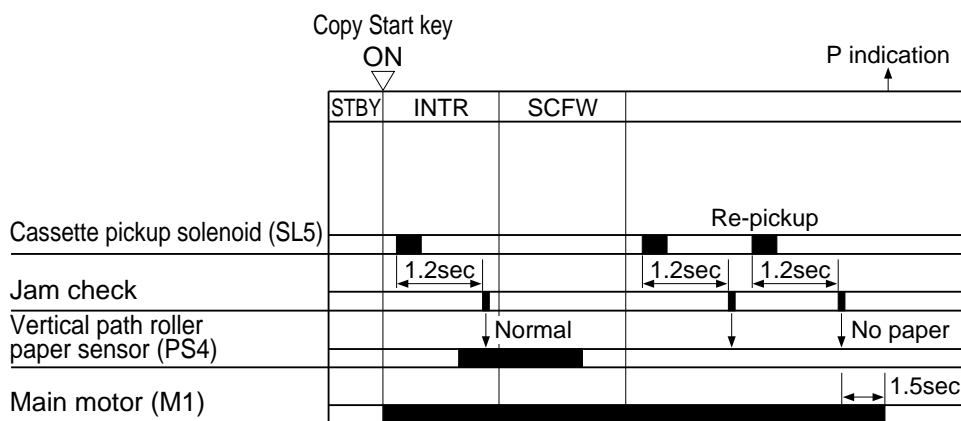 Copy Start key
ON
P indication
STBY INTR SCFW
Re-pickup
Cassette pickup solenoid (SL5)
1.2sec 1.2sec 1.2sec
Jam check
Vertical path roller
paper sensor (PS4)
Normal
No paper
1.5sec
Main motor (M1)